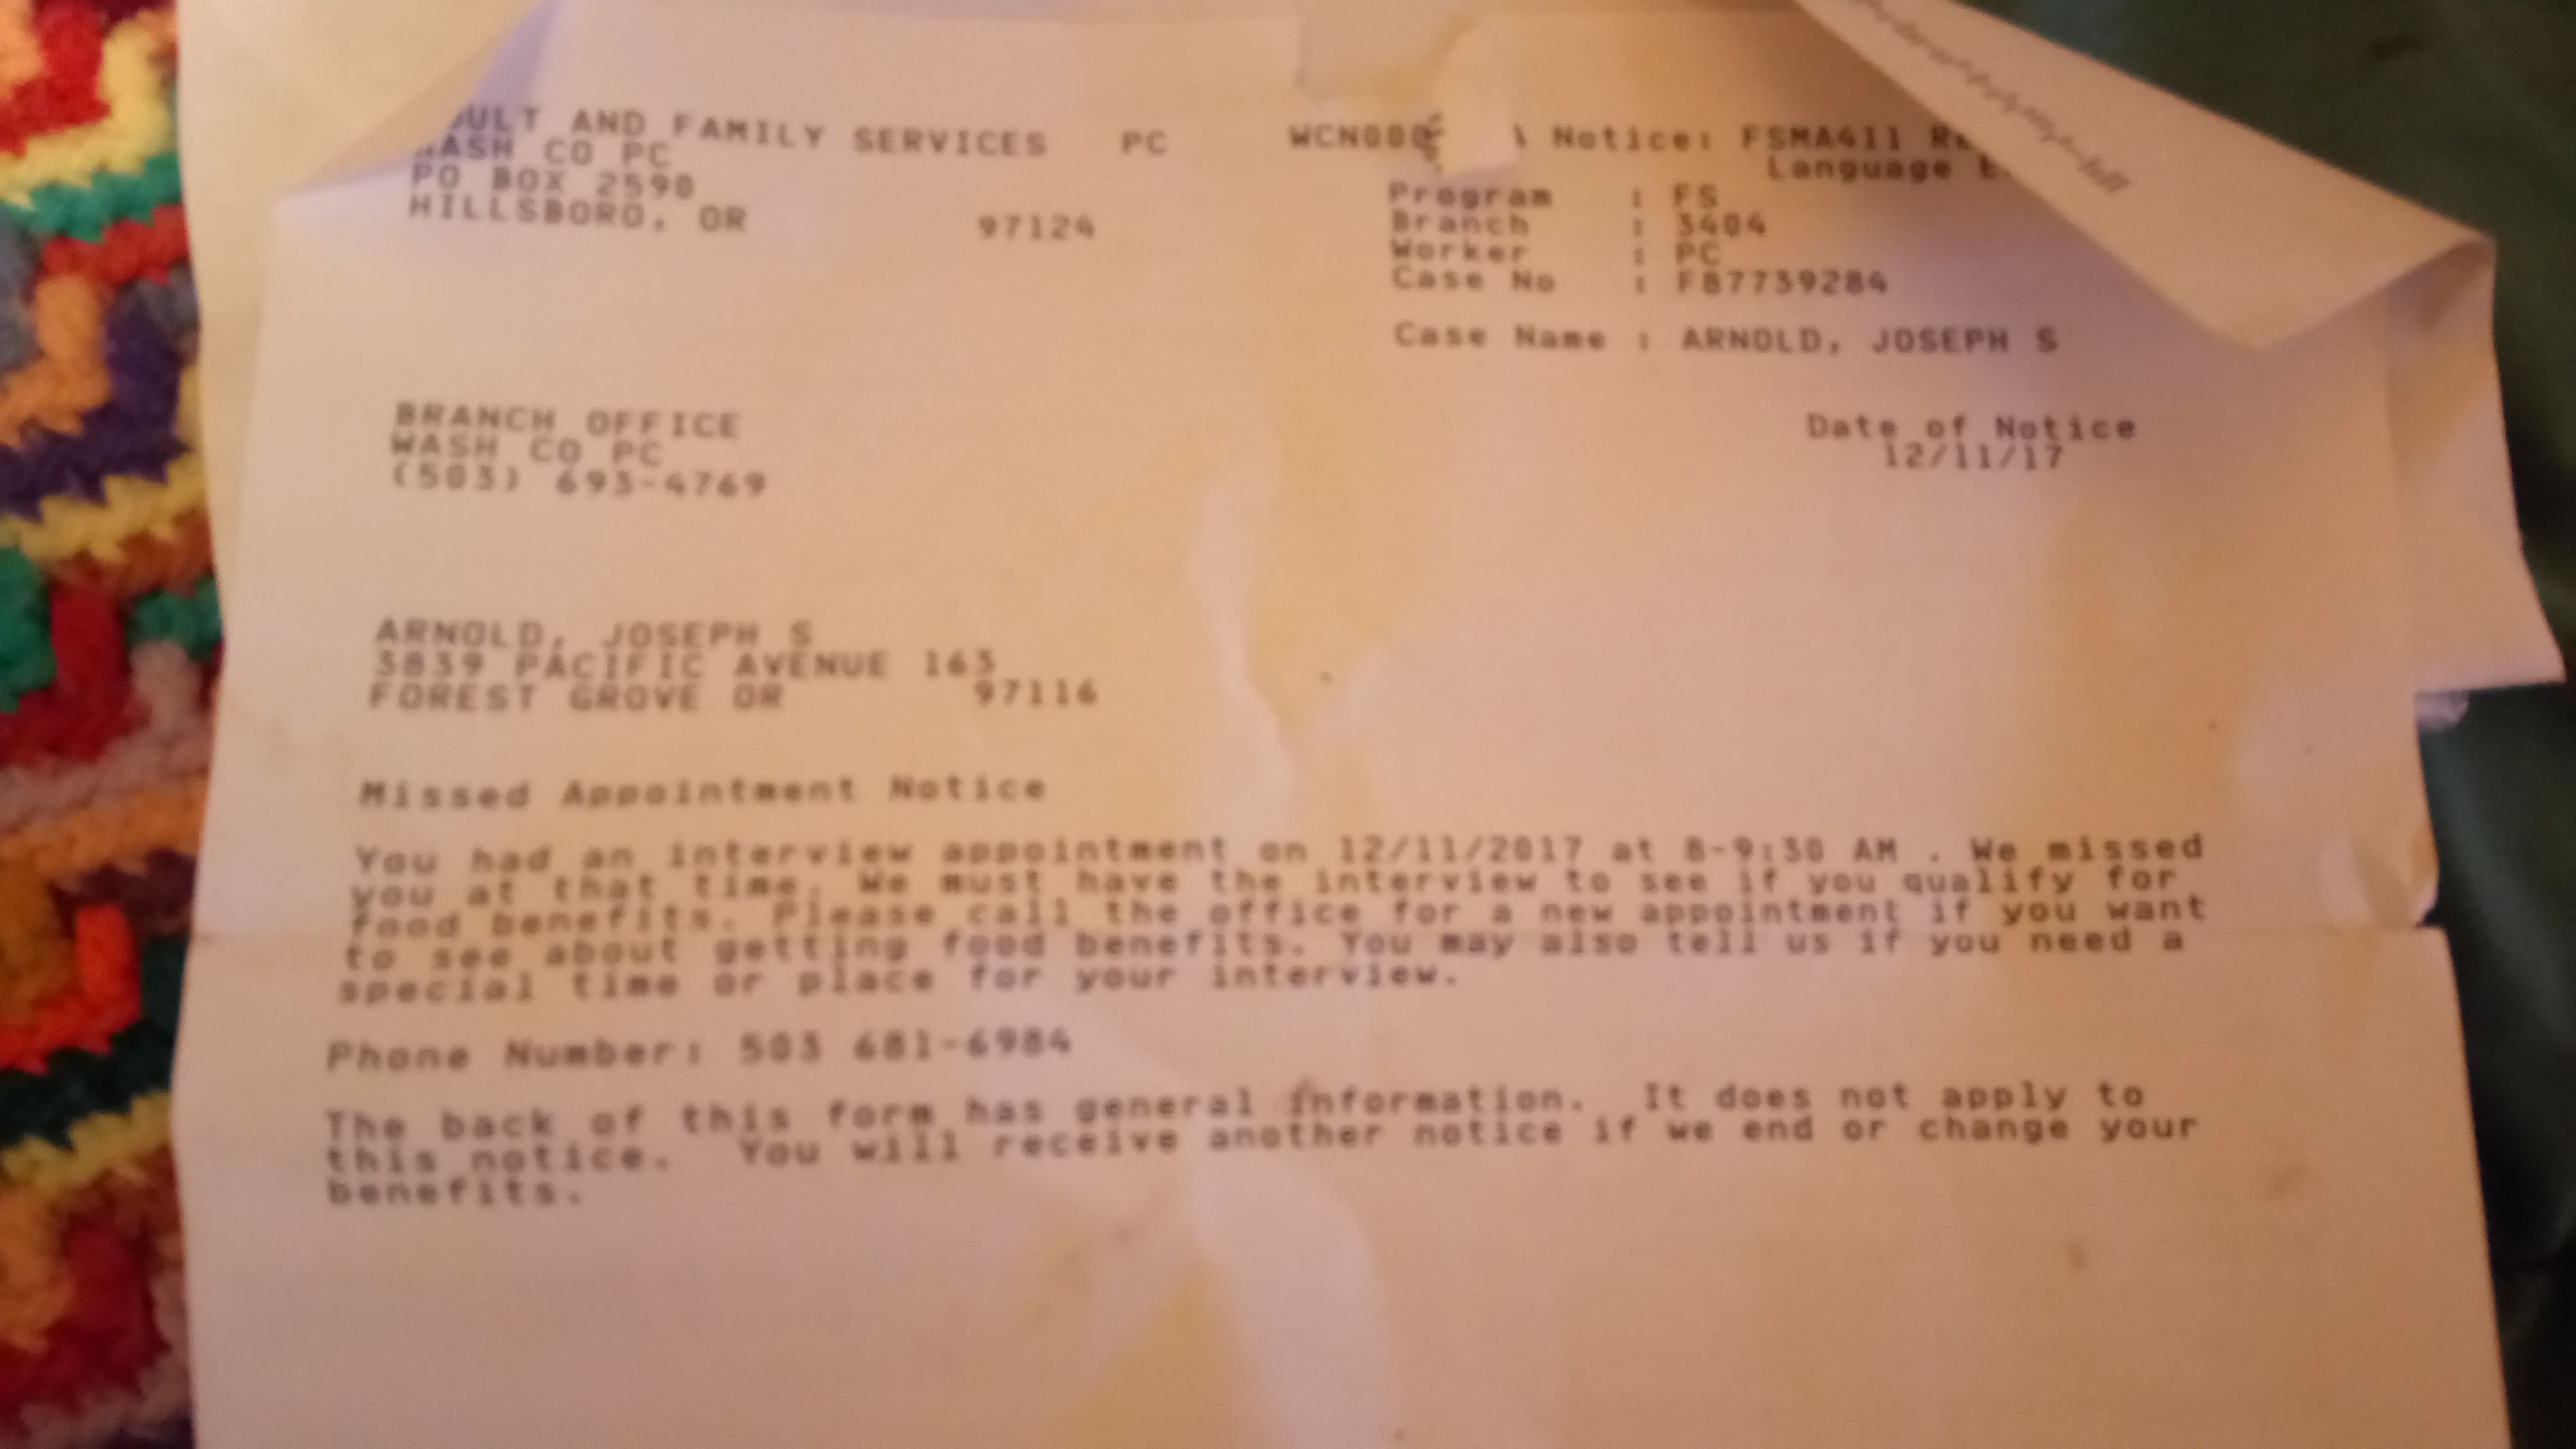 AND FAMILY SERVICES PC WCN000 Notice: FSMA411
CO PC Language
PO BOX 2590 Program : FS
HILLSBORO, OR 97124 Branch : 3404
Worker : PC
Case No : F87739284
Case Name : ARNOLD, JOSEPH S
BRANCH OFFICE
WASH CO PC
(503) 693-4769
Date of Notice
12/11/17
ARNOLD, JOSEPH S
3839 PACIFIC AVENUE 163
FOREST GROVE OR 97116
Missed Appointment Notice
You had an interview appointment on 12/11/2017 at 8-9:30 AM . We missed
you at that time. We must have the interview to see if you qualify for
food benefits. Please call the office for a new appointment if you want
to see about getting food benefits. You may also tell us if you need a
special time or place for your interview.
Phone Number: 503 681-6984
The back of this form has general information. It does not apply to
this notice. You will receive another notice if we end or change your
benefits.